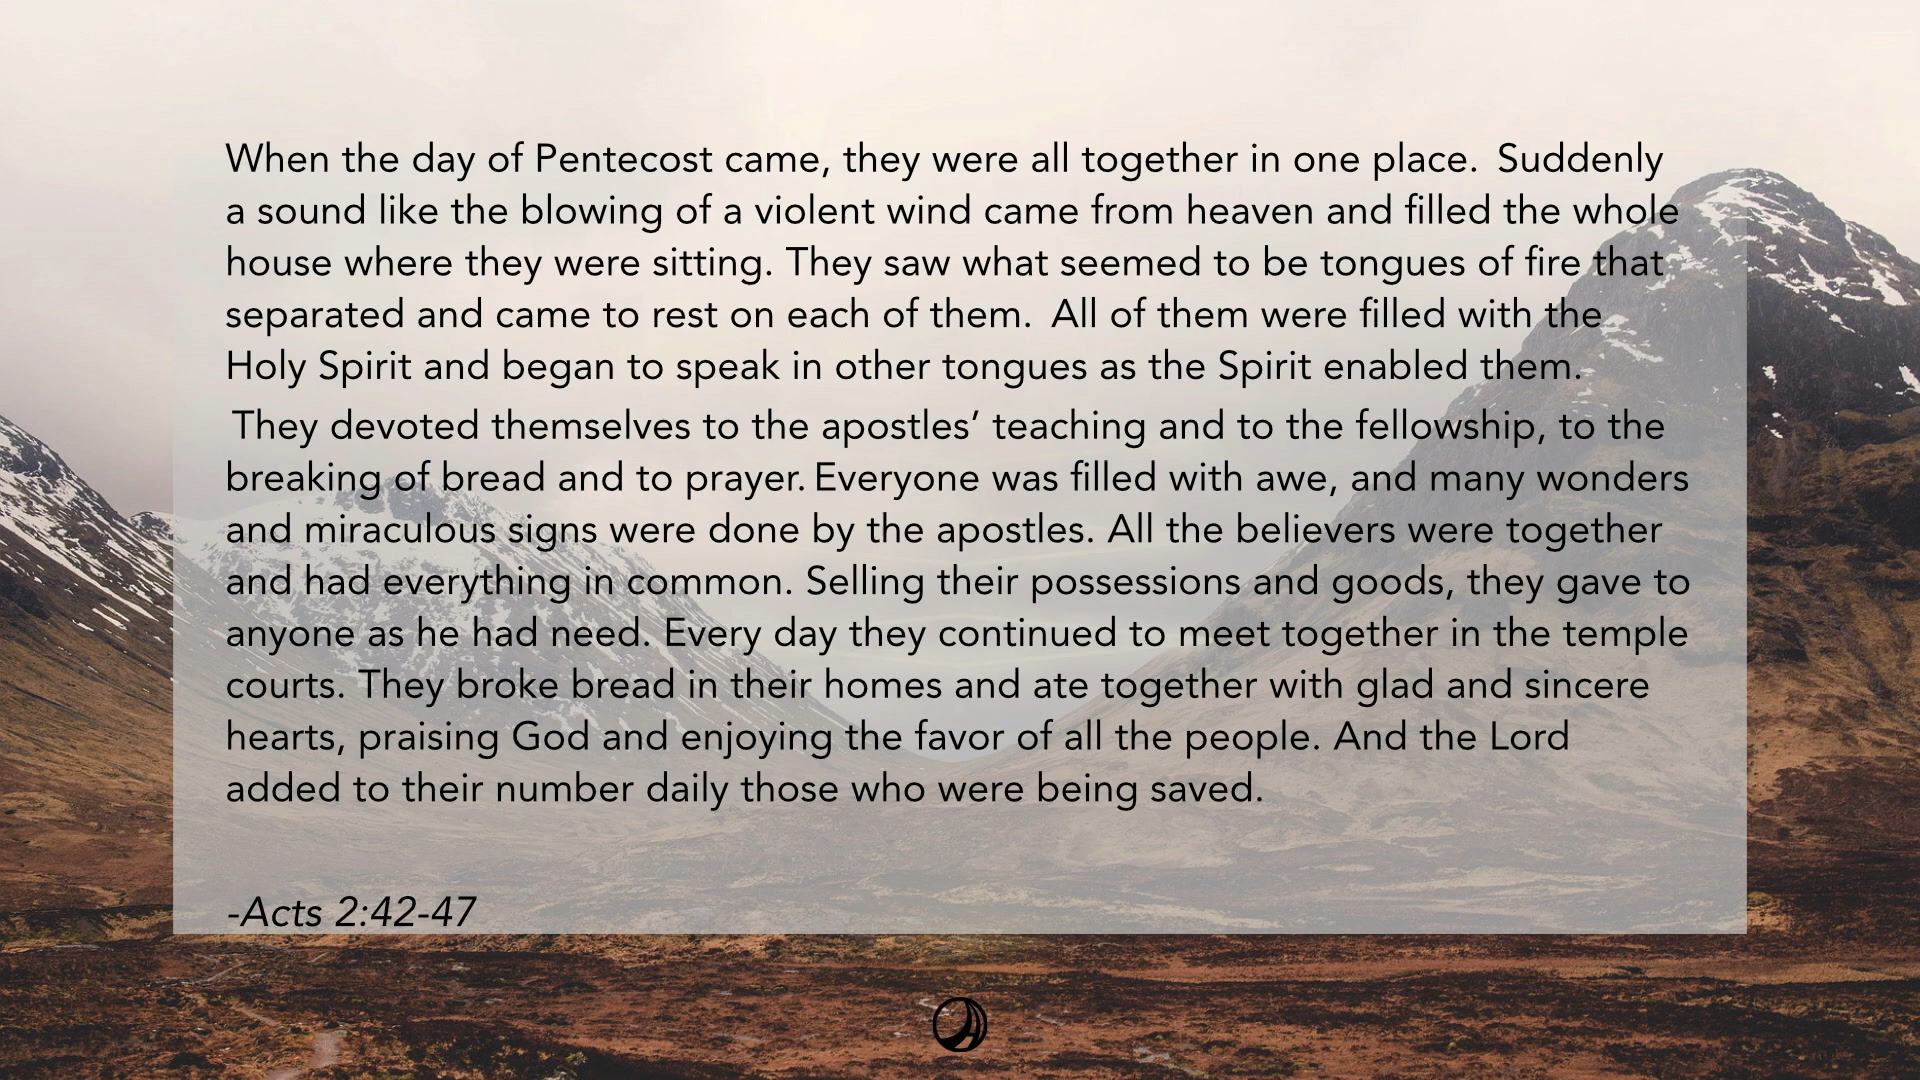 When the day of Pentecost came, they were all together in one place.  Suddenly
a sound like the blowing of a violent wind came from heaven and filled the whole
house where they were sitting. They saw what seemed to be tongues of fire that
separated and came to rest on each of them.  All of them were filled with the
Holy Spirit and began to speak in other tongues as the Spirit enabled them.
They devoted themselves to the apostles’ teaching and to the fellowship, to the
breaking of bread and to prayer. Everyone was filled with awe, and many wonders
and miraculous signs were done by the apostles. All the believers were together
and had everything in common. Selling their possessions and goods, they gave to
anyone as he had need. Every day they continued to meet together in the temple
courts. They broke bread in their homes and ate together with glad and sincere
hearts, praising God and enjoying the favor of all the people. And the Lord
added to their number daily those who were being saved.
-Acts 2:42-47